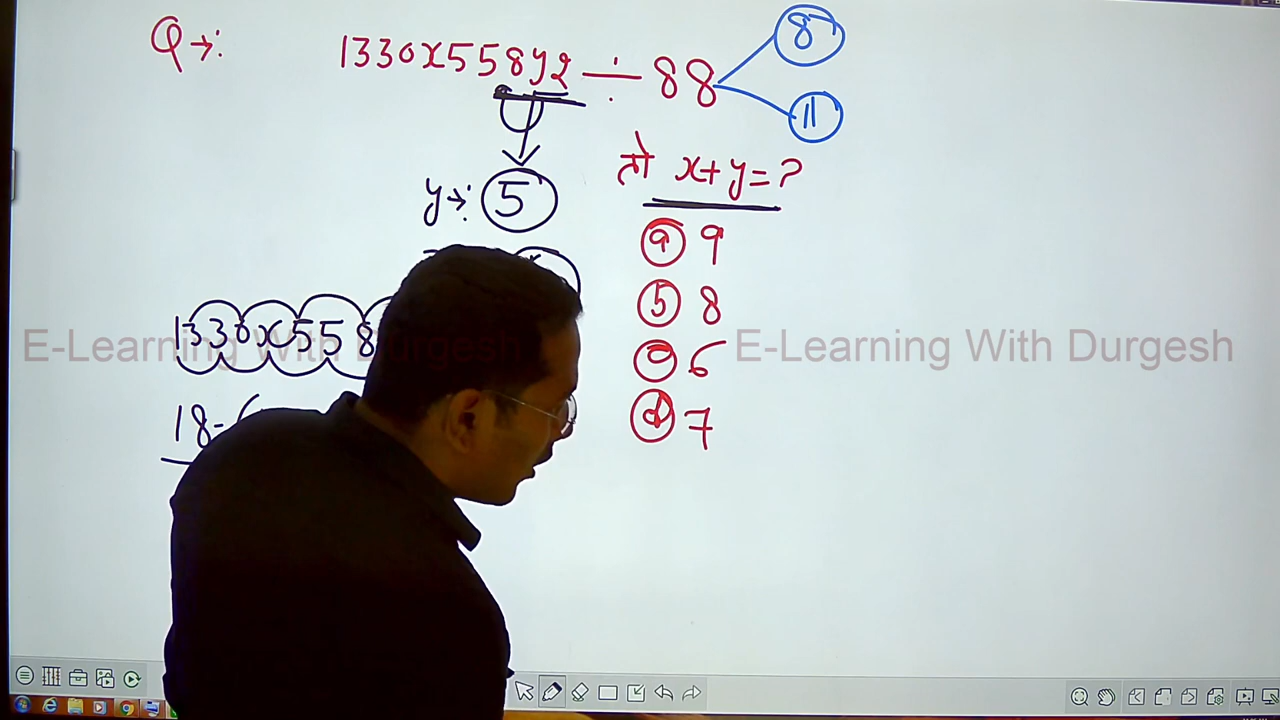 Q →: 1330x558y2 ÷ 88 8 11
तो x+y=?
y→: 5
ⓐ 9
ⓑ 8
ⓒ 6
ⓓ 7
1330x558
18-
E-Learning With Durgesh E-Learning With Durgesh